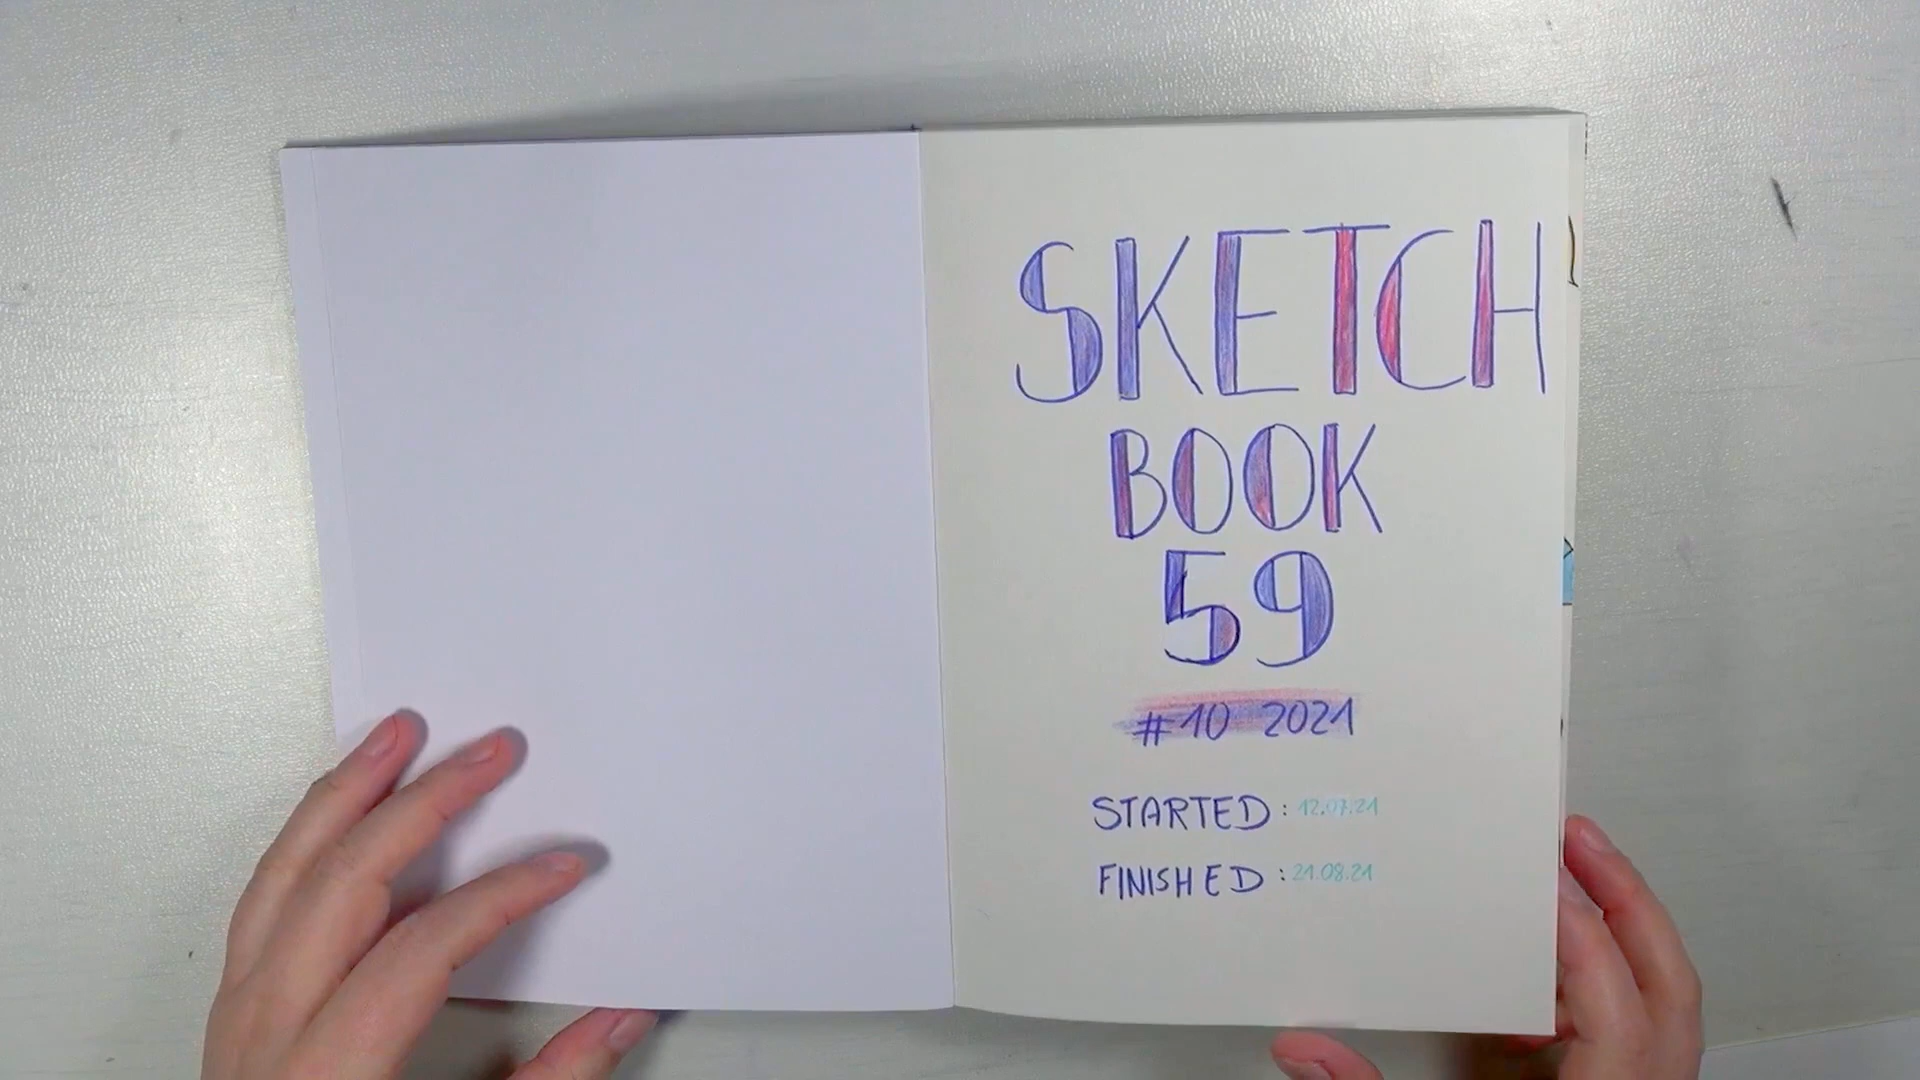 SKETCH
BOOK
59
#10 2021
STARTED : 12.07.21
FINISHED : 21.08.21